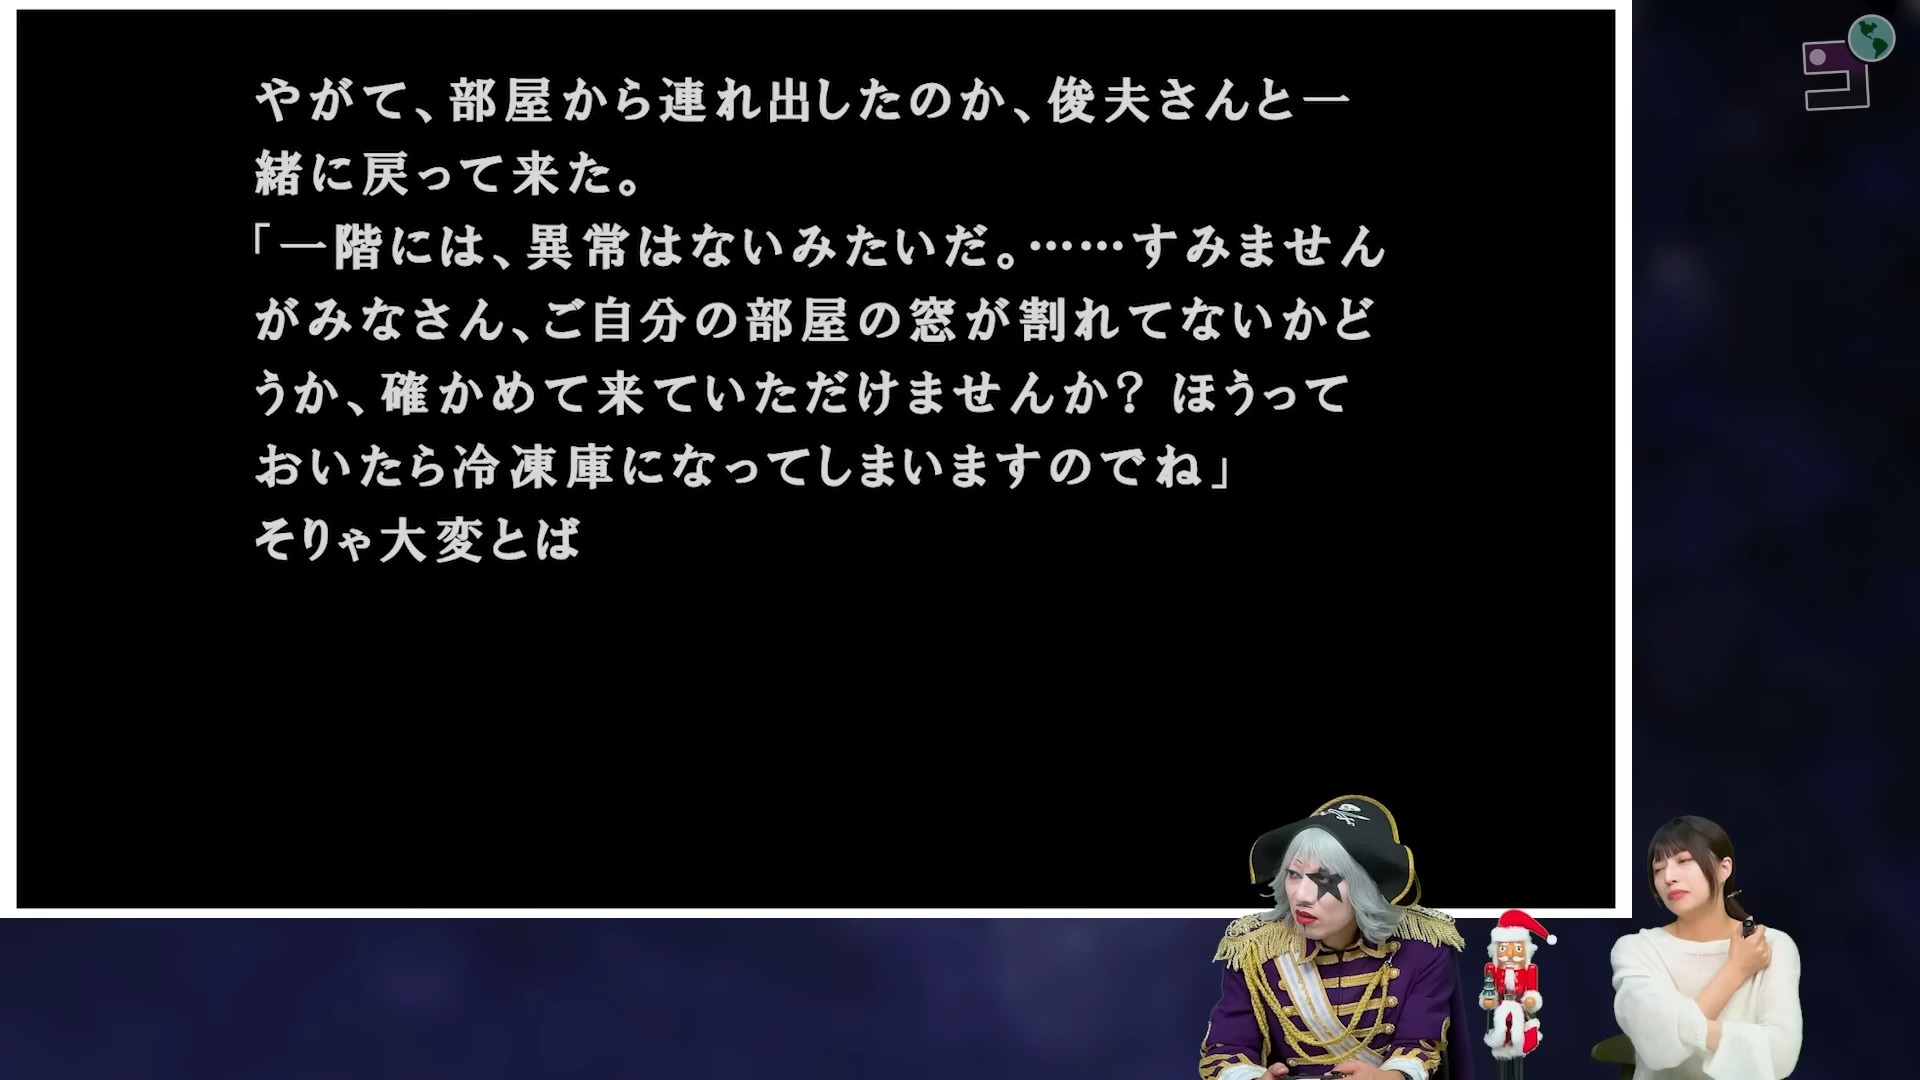 やがて、部屋から連れ出したのか、俊夫さんと一
緒に戻って来た。
「一階には、異常はないみたいだ。……すみません
がみなさん、ご自分の部屋の窓が割れてないかど
うか、確かめて来ていただけませんか？ ほうって
おいたら冷凍庫になってしまいますのでね」
そりゃ大変とば